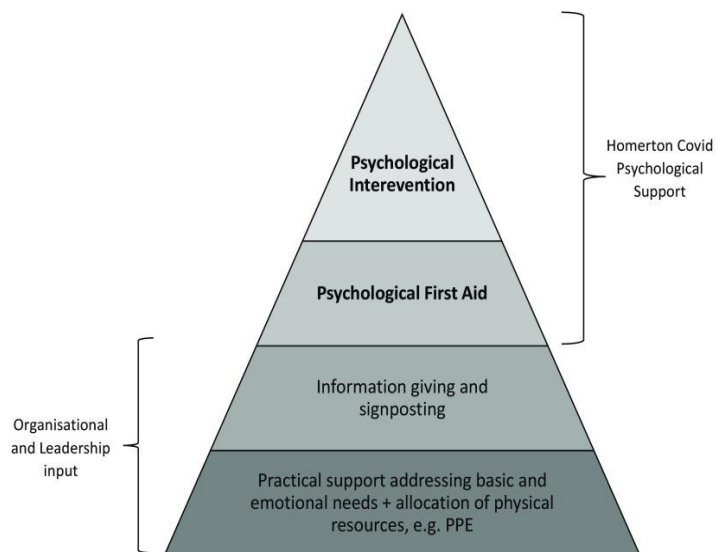 Psychological
Interevention
Homerton Covid
Psychological
Support
Psychological First Aid
Information giving and
signposting
Organisational
and Leadership
input
Practical support addressing basic and
emotional needs + allocation of physical
resources, e.g. PPE